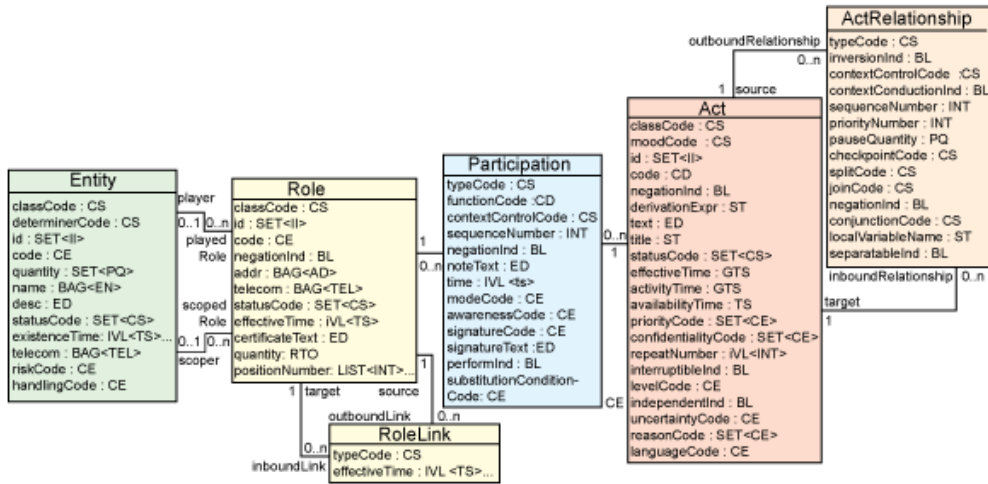 Entity
classCode : CS
determinerCode : CS
id : SET<II>
code : CE
quantity : SET<PQ>
name : BAG<EN>
desc : ED
statusCode : SET<CS>
existenceTime: IVL<TS>...
telecom : BAG<TEL>
riskCode : CE
handlingCode : CE
player
0..1
0..n
played
Role
scoped
Role
0..1
0..n
scoper
Role
classCode : CS
id : SET<II>
code : CE
negationInd : BL
addr : BAG<AD>
telecom : BAG<TEL>
statusCode : SET<CS>
effectiveTime : iVL<TS>
certificateText : ED
quantity : RTO
positionNumber : LIST<INT>...
1
target
source
1
outboundLink
0..n
0..n
inboundLink
RoleLink
typeCode : CS
effectiveTime : IVL <TS>...
1
0..n
Participation
typeCode : CS
functionCode :CD
contextControlCode : CS
sequenceNumber : INT
negationInd : BL
noteText : ED
time : IVL <ts>
modeCode : CE
awarenessCode : CE
signatureCode : CE
signatureText :ED
performInd : BL
substitutionCondition-
Code: CE
CE
0..n
1
Act
classCode : CS
moodCode : CS
id : SET<II>
code : CD
negationInd : BL
derivationExpr : ST
text : ED
title : ST
statusCode : SET<CS>
effectiveTime : GTS
activityTime : GTS
availabilityTime : TS
priorityCode : SET<CE>
confidentialityCode : SET<CE>
repeatNumber : iVL<INT>
interruptibleInd : BL
levelCode : CE
independentInd : BL
uncertaintyCode : CE
reasonCode : SET<CE>
languageCode : CE
outboundRelationship
0..n
1
source
ActRelationship
typeCode : CS
inversionInd : BL
contextControlCode :CS
contextConductionInd : BL
sequenceNumber : INT
priorityNumber : INT
pauseQuantity : PQ
checkpointCode : CS
splitCode : CS
joinCode : CS
negationInd : BL
conjunctionCode : CS
localVariableName : ST
separatableInd : BL
inboundRelationship
0..n
target
1